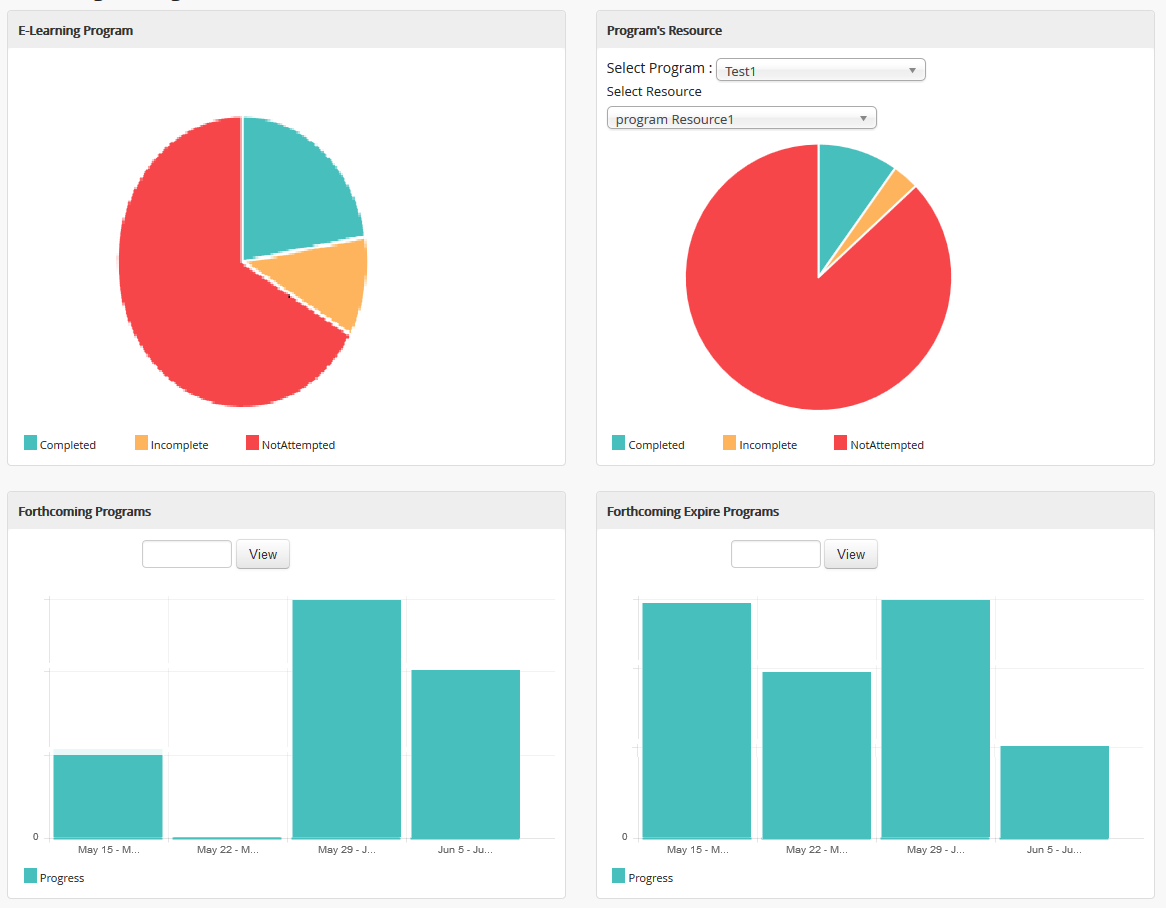 E-Learning Program
Completed Incomplete NotAttempted
Program's Resource
Select Program : Test1
Select Resource
program Resource1
Completed Incomplete NotAttempted
Forthcoming Programs
View
0
May 15 - M... May 22 - M... May 29 - J... Jun 5 - Ju...
Progress
Forthcoming Expire Programs
View
0
May 15 - M... May 22 - M... May 29 - J... Jun 5 - Ju...
Progress